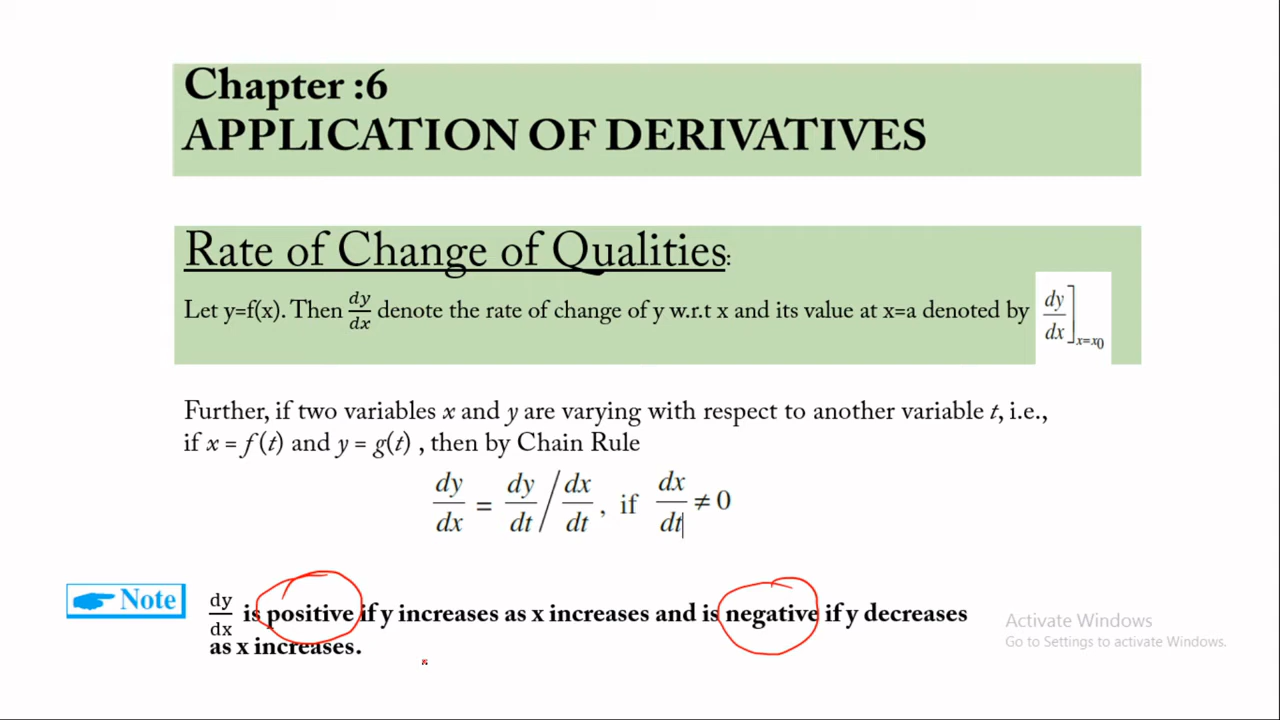 Chapter :6
APPLICATION OF DERIVATIVES
Rate of Change of Qualities:
Let y=f(x). Then dy/dx denote the rate of change of y w.r.t x and its value at x=a denoted by dy/dx]x=x0
Further, if two variables x and y are varying with respect to another variable t, i.e.,
if x = f (t) and y = g(t) , then by Chain Rule
dy/dx = dy/dt / dx/dt , if dx/dt ≠ 0
Note
dy/dx is positive if y increases as x increases and is negative if y decreases
as x increases.
Activate Windows
Go to Settings to activate Windows.